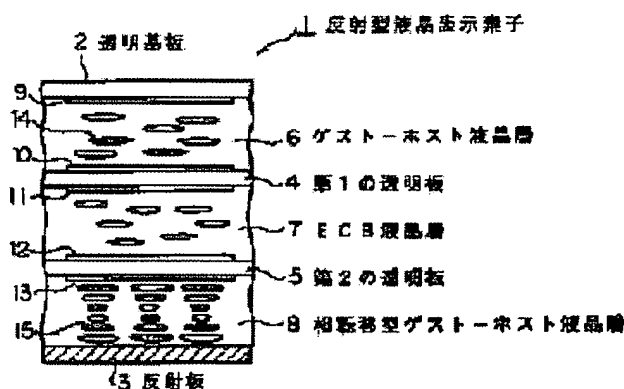 1 反射型液晶表示素子
2 透明基板
9
14
6 ゲスト−ホスト液晶層
10
4 第1の透明板
11
7 ECB液晶層
12
5 第2の透明板
13
15
8 相転移型ゲスト−ホスト液晶層
3 反射板